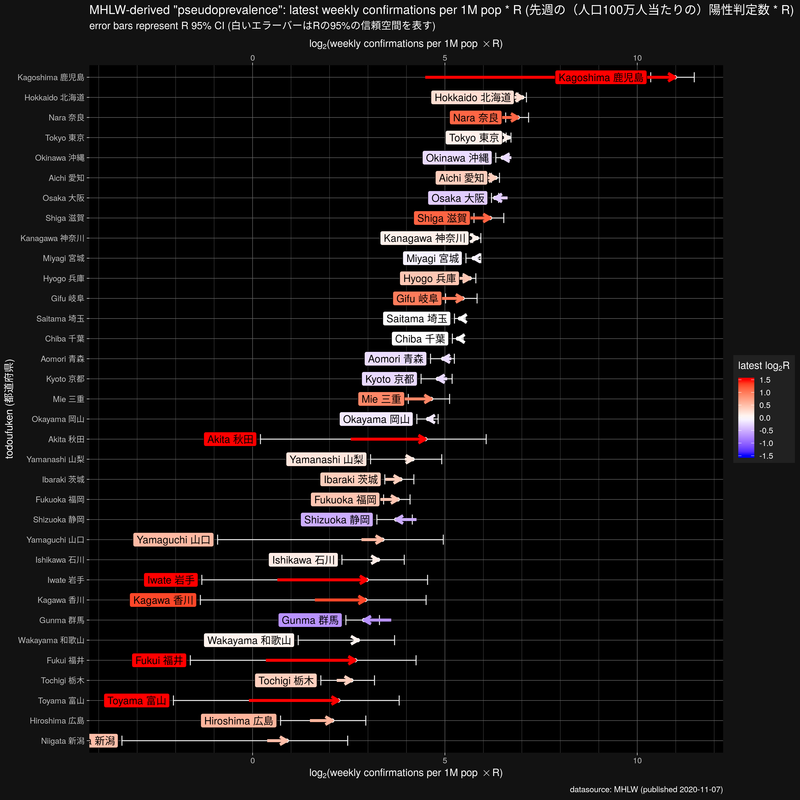 MHLW-derived "pseudoprevalence": latest weekly confirmations per 1M pop * R (先週の（人口100万人当たりの）陽性判定数 * R)
error bars represent R 95% CI (白いエラーバーはRの95%の信頼空間を表す)
log2(weekly confirmations per 1M pop × R)
0 5 10
Kagoshima 鹿児島 Kagoshima 鹿児島
Hokkaido 北海道 Hokkaido 北海道
Nara 奈良 Nara 奈良
Tokyo 東京 Tokyo 東京
Okinawa 沖縄 Okinawa 沖縄
Aichi 愛知 Aichi 愛知
Osaka 大阪 Osaka 大阪
Shiga 滋賀 Shiga 滋賀
Kanagawa 神奈川 Kanagawa 神奈川
Miyagi 宮城 Miyagi 宮城
Hyogo 兵庫 Hyogo 兵庫
Gifu 岐阜 Gifu 岐阜
Saitama 埼玉 Saitama 埼玉
Chiba 千葉 Chiba 千葉
Aomori 青森 Aomori 青森
Kyoto 京都 Kyoto 京都
Mie 三重 Mie 三重
Okayama 岡山 Okayama 岡山
Akita 秋田 Akita 秋田
Yamanashi 山梨 Yamanashi 山梨
Ibaraki 茨城 Ibaraki 茨城
Fukuoka 福岡 Fukuoka 福岡
Shizuoka 静岡 Shizuoka 静岡
Yamaguchi 山口 Yamaguchi 山口
Ishikawa 石川 Ishikawa 石川
Iwate 岩手 Iwate 岩手
Kagawa 香川 Kagawa 香川
Gunma 群馬 Gunma 群馬
Wakayama 和歌山 Wakayama 和歌山
Fukui 福井 Fukui 福井
Tochigi 栃木 Tochigi 栃木
Toyama 富山 Toyama 富山
Hiroshima 広島 Hiroshima 広島
Niigata 新潟 新潟
0 5 10
log2(weekly confirmations per 1M pop × R)
todoufuken (都道府県)
latest log2R
1.5
1.0
0.5
0.0
-0.5
-1.0
-1.5
datasource: MHLW (published 2020-11-07)